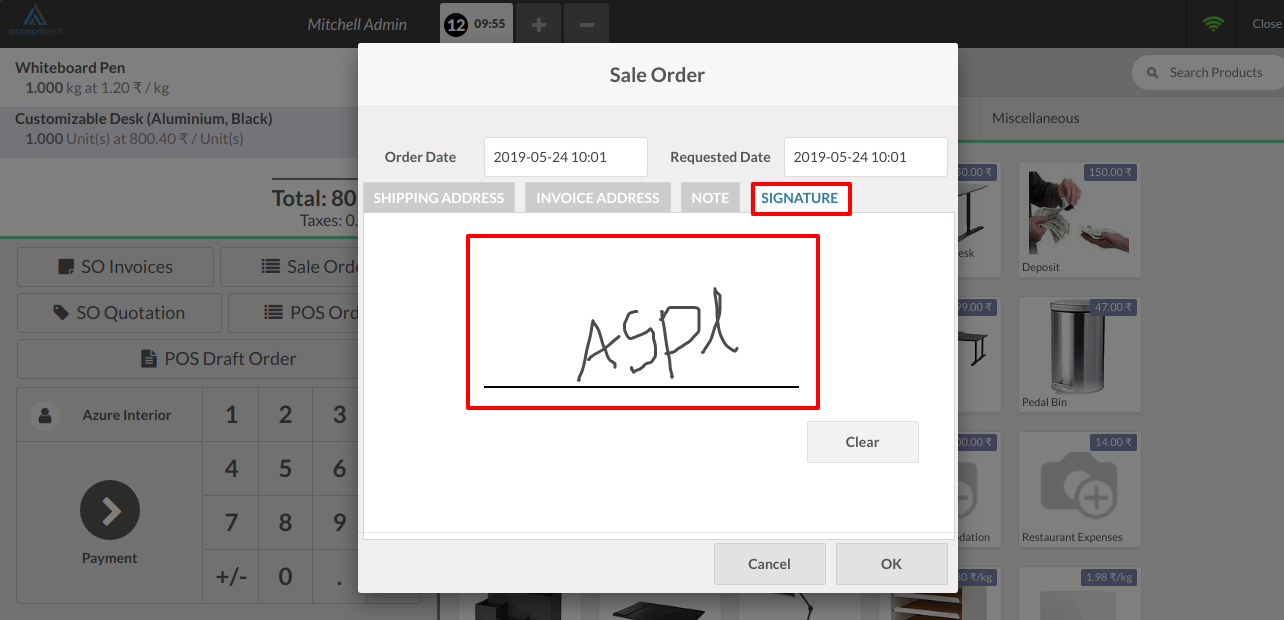 acespritech
Mitchell Admin
12 09:55
Close
Whiteboard Pen
1.000 kg at 1.20 ₹ / kg
Customizable Desk (Aluminium, Black)
1.000 Unit(s) at 800.40 ₹ / Unit(s)
Total: 80
Taxes: 0.
SO Invoices
Sale Orde
SO Quotation
POS Ord
POS Draft Order
Azure Interior
1 2 3
4 5 6
7 8 9
+/- 0 .
Payment
Sale Order
Order Date
2019-05-24 10:01
Requested Date
2019-05-24 10:01
SHIPPING ADDRESS
INVOICE ADDRESS
NOTE
SIGNATURE
ASPl
Clear
Cancel
OK
Search Products
Miscellaneous
50.00 ₹
esk
150.00 ₹
Deposit
99.00 ₹
47.00 ₹
Pedal Bin
00.00 ₹
dation
14.00 ₹
Restaurant Expenses
₹/kg
1.98 ₹/kg